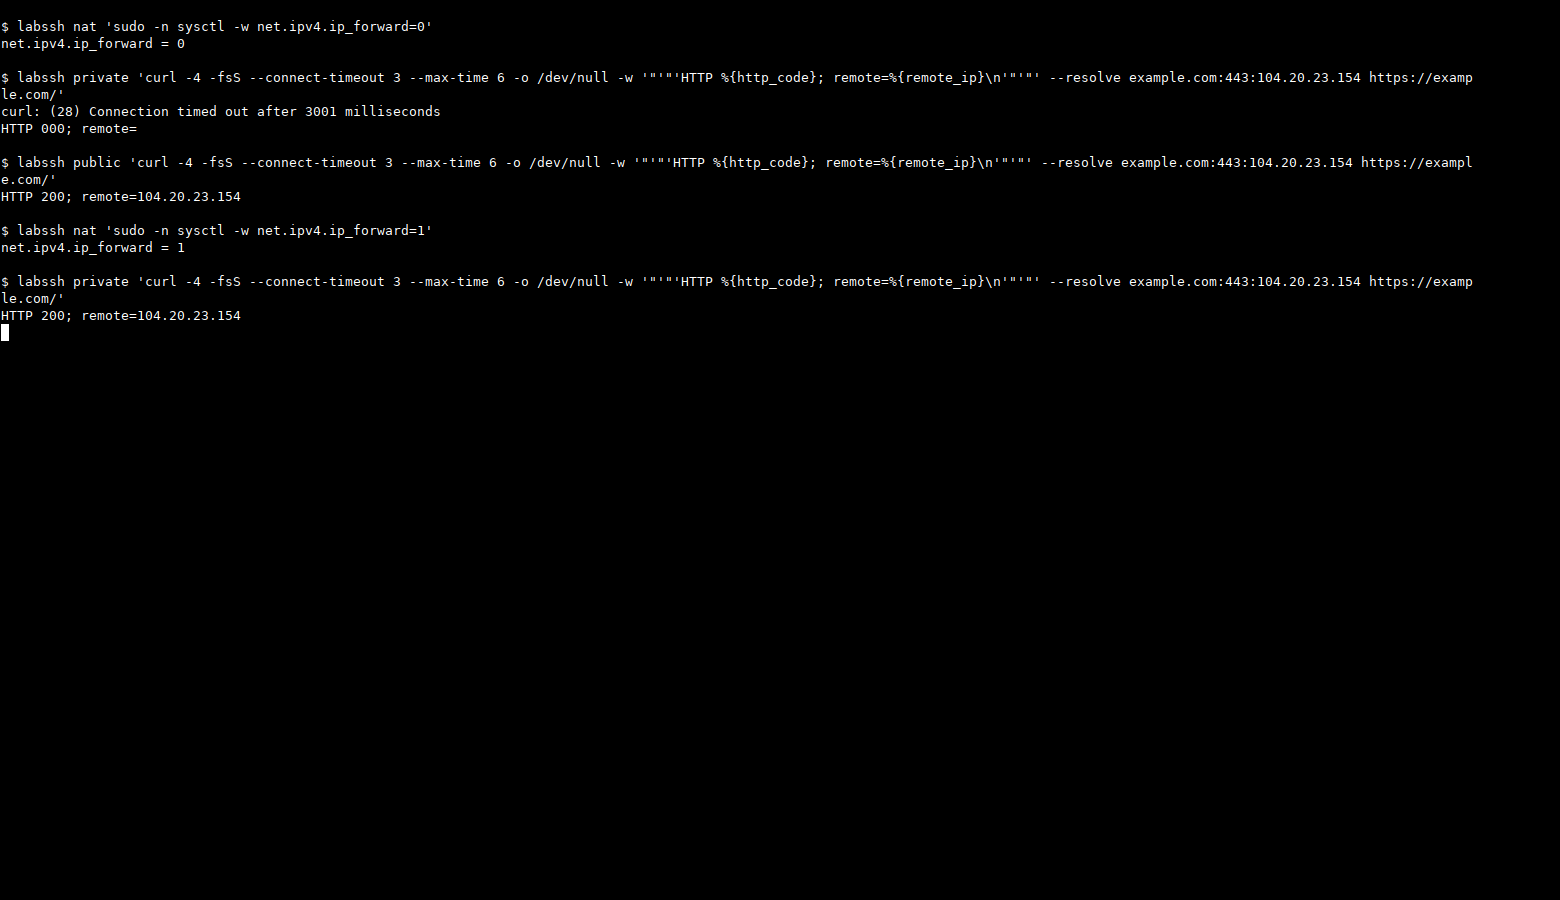 $ labssh nat 'sudo -n sysctl -w net.ipv4.ip_forward=0'
net.ipv4.ip_forward = 0
$ labssh private 'curl -4 -fsS --connect-timeout 3 --max-time 6 -o /dev/null -w '"'"'HTTP %{http_code}; remote=%{remote_ip}\n'"'"' --resolve example.com:443:104.20.23.154 https://examp
le.com/'
curl: (28) Connection timed out after 3001 milliseconds
HTTP 000; remote=
$ labssh public 'curl -4 -fsS --connect-timeout 3 --max-time 6 -o /dev/null -w '"'"'HTTP %{http_code}; remote=%{remote_ip}\n'"'"' --resolve example.com:443:104.20.23.154 https://exampl
e.com/'
HTTP 200; remote=104.20.23.154
$ labssh nat 'sudo -n sysctl -w net.ipv4.ip_forward=1'
net.ipv4.ip_forward = 1
$ labssh private 'curl -4 -fsS --connect-timeout 3 --max-time 6 -o /dev/null -w '"'"'HTTP %{http_code}; remote=%{remote_ip}\n'"'"' --resolve example.com:443:104.20.23.154 https://examp
le.com/'
HTTP 200; remote=104.20.23.154